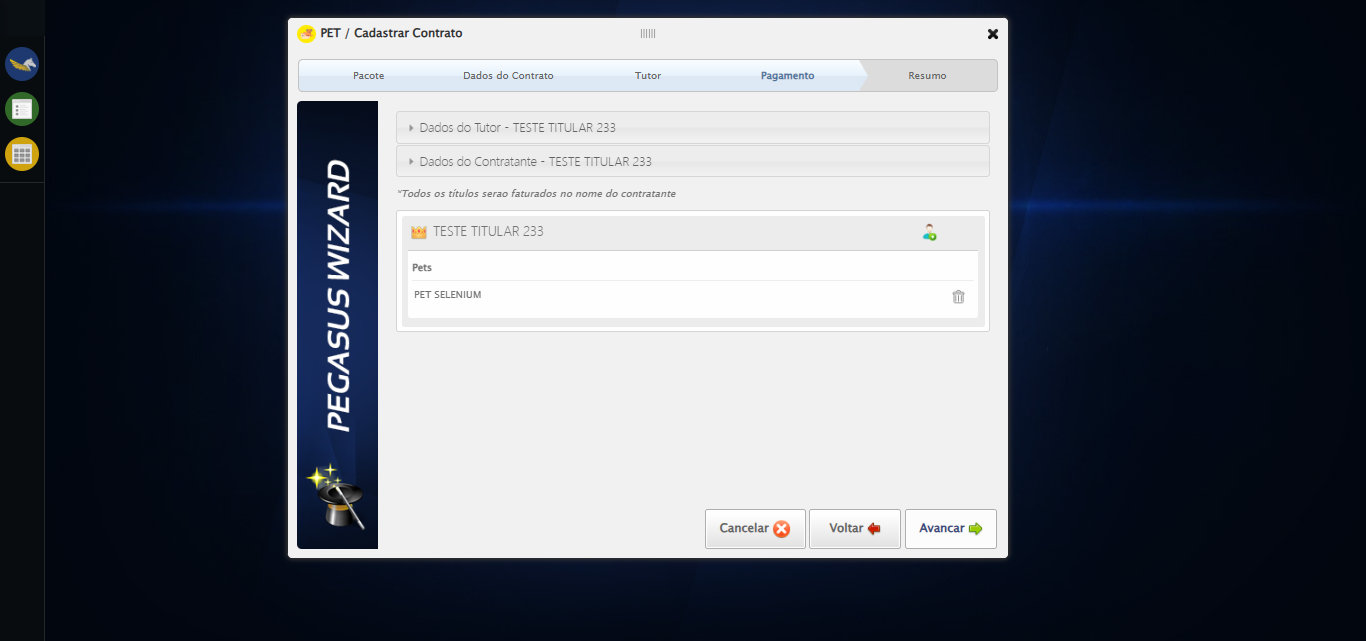 PET / Cadastrar Contrato
Pacote
Dados do Contrato
Tutor
Pagamento
Resumo
PEGASUS WIZARD
Dados do Tutor - TESTE TITULAR 233
Dados do Contratante - TESTE TITULAR 233
*Todos os títulos serao faturados no nome do contratante
TESTE TITULAR 233
Pets
PET SELENIUM
Cancelar
Voltar
Avancar